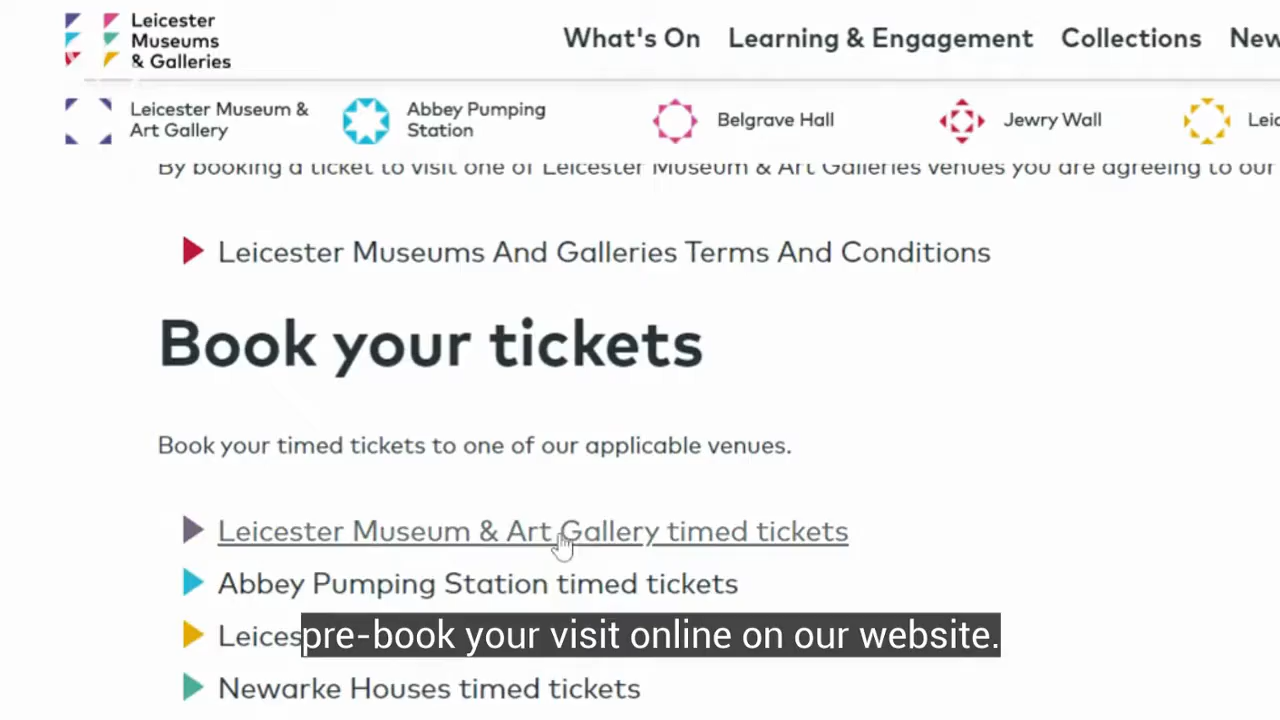 Leicester
Museums
& Galleries
What's On Learning & Engagement Collections
Leicester Museum &
Art Gallery
Abbey Pumping
Station
Belgrave Hall
Jewry Wall
By booking a ticket to visit one of Leicester Museum & Art Galleries venues you are agreeing to our
Leicester Museums And Galleries Terms And Conditions
Book your tickets
Book your timed tickets to one of our applicable venues.
Leicester Museum & Art Gallery timed tickets
Abbey Pumping Station timed tickets
pre-book your visit online on our website.
Newarke Houses timed tickets